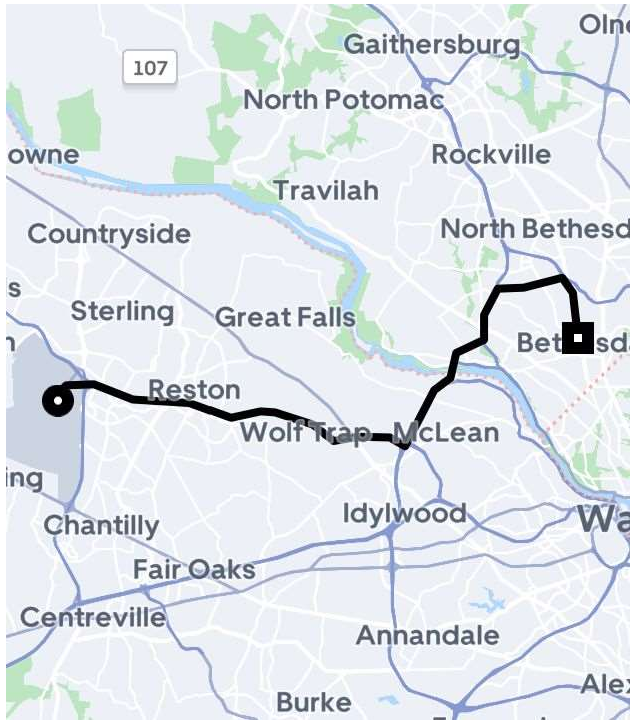 Olne
Gaithersburg
107
North Potomac
owne
Rockville
Travilah
Countryside
North Bethesd
s
Sterling
Great Falls
n
Bethesda
Reston
Wolf Trap
McLean
ing
Idylwood
Wa
Chantilly
Fair Oaks
Centreville
Annandale
Alex
Burke